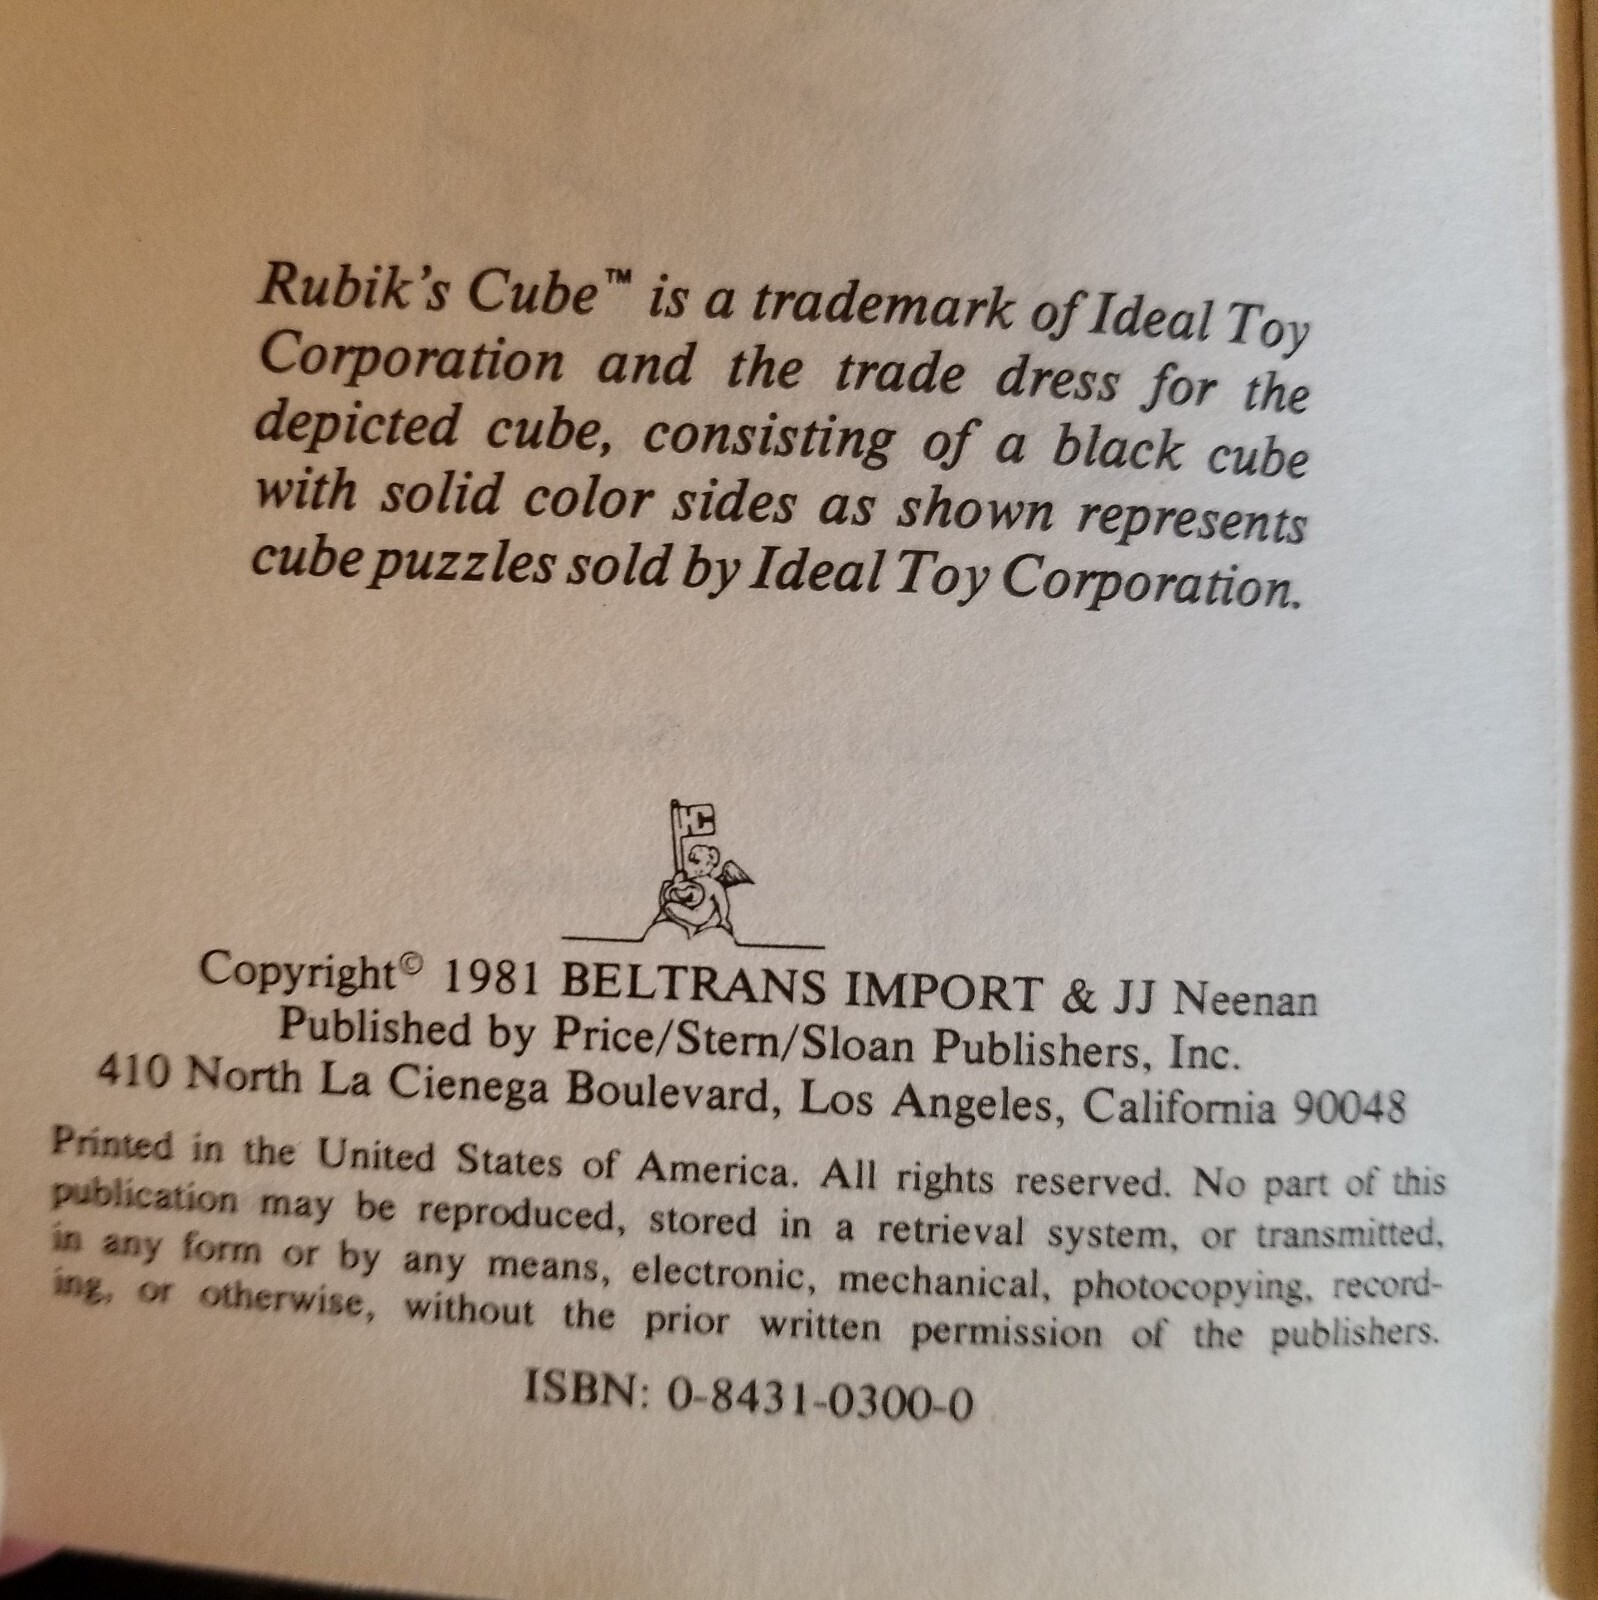 Rubik's Cube™ is a trademark of Ideal Toy
Corporation and the trade dress for the
depicted cube, consisting of a black cube
with solid color sides as shown represents
cube puzzles sold by Ideal Toy Corporation.
HC
Copyright© 1981 BELTRANS IMPORT & JJ Neenan
Published by Price/Stern/Sloan Publishers, Inc.
410 North La Cienega Boulevard, Los Angeles, California 90048
Printed in the United States of America. All rights reserved. No part of this
publication may be reproduced, stored in a retrieval system, or transmitted,
in any form or by any means, electronic, mechanical, photocopying, record-
ing, or otherwise, without the prior written permission of the publishers.
ISBN: 0-8431-0300-0